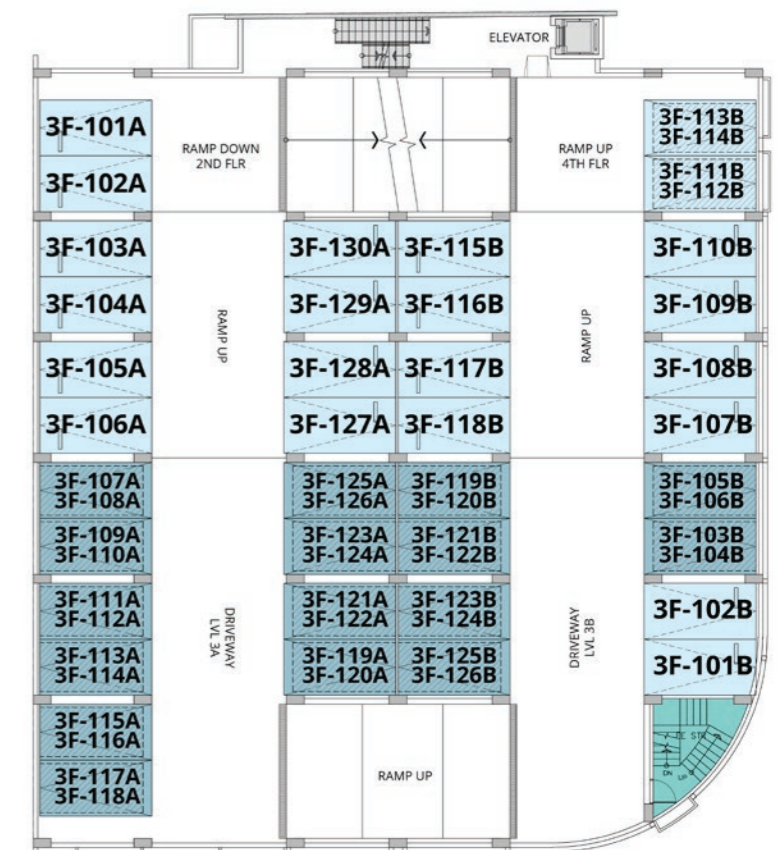 ELEVATOR
3F-101A
3F-102A
RAMP DOWN
2ND FLR
RAMP UP
4TH FLR
3F-113B
3F-114B
3F-111B
3F-112B
3F-103A
3F-104A
3F-105A
3F-106A
RAMP UP
3F-130A
3F-129A
3F-128A
3F-127A
3F-115B
3F-116B
3F-117B
3F-118B
RAMP UP
3F-110B
3F-109B
3F-108B
3F-107B
3F-107A
3F-108A
3F-109A
3F-110A
3F-111A
3F-112A
3F-113A
3F-114A
3F-115A
3F-116A
3F-117A
3F-118A
DRIVEWAY
LVL 3A
3F-125A
3F-126A
3F-123A
3F-124A
3F-121A
3F-122A
3F-119A
3F-120A
3F-119B
3F-120B
3F-121B
3F-122B
3F-123B
3F-124B
3F-125B
3F-126B
RAMP UP
DRIVEWAY
LVL 3B
3F-105B
3F-106B
3F-103B
3F-104B
3F-102B
3F-101B
DN
UP